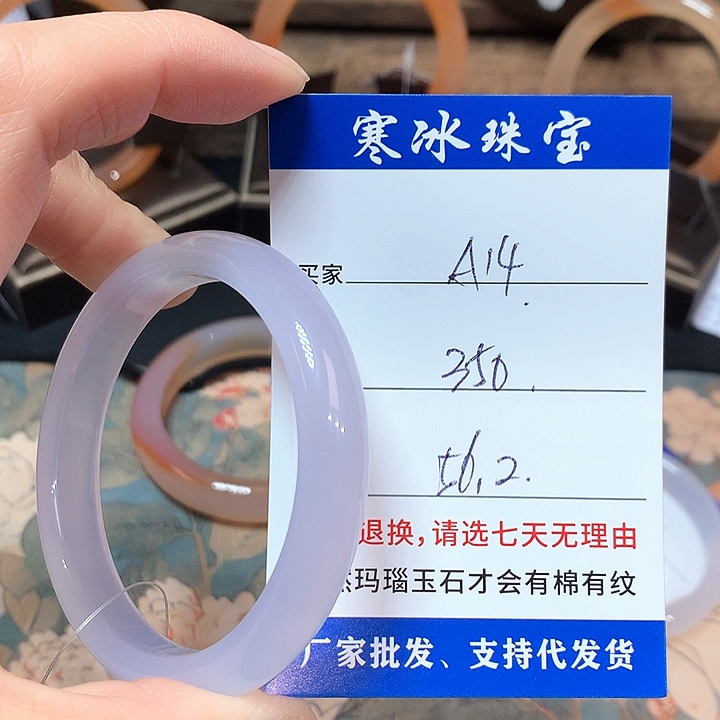 寒冰珠宝
买家 A14.
350.
56.2.
退换，请选七天无理由
然玛瑙玉石才会有棉有纹
厂家批发、支持代发货